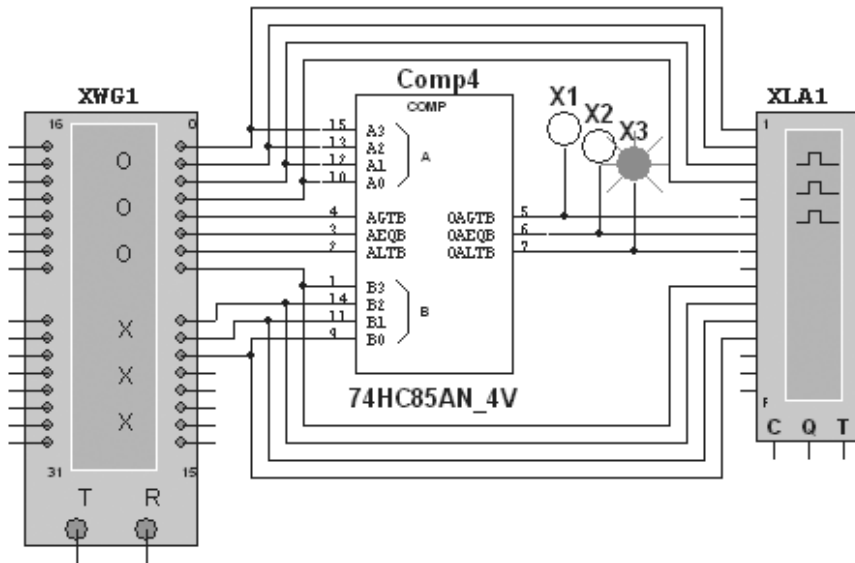 XWG1
16
0
O
O
O
X
X
X
31
15
T
R
Comp4
COMP
15
A3
13
A2
12
A1
10
A0
A
4
AGTB
OAGTB
5
3
AEQB
OAEQB
6
2
ALTB
OALTB
7
1
B3
14
B2
11
B1
9
B0
B
74HC85AN_4V
X1
X2
X3
XLA1
1
F
C
Q
T